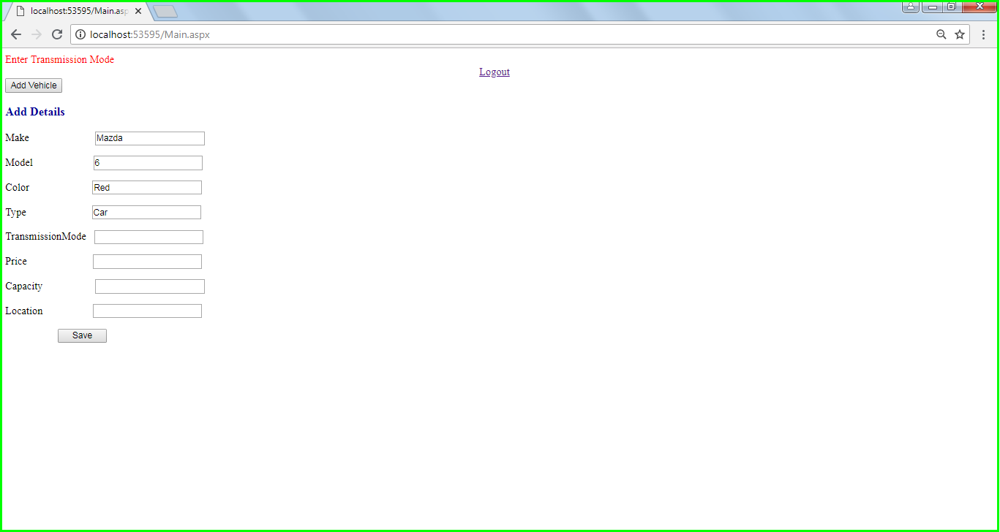 localhost:53595/Main.asp
localhost:53595/Main.aspx
Enter Transmission Mode
Logout
Add Vehicle
Add Details
Make Mazda
Model 6
Color Red
Type Car
TransmissionMode
Price
Capacity
Location
Save